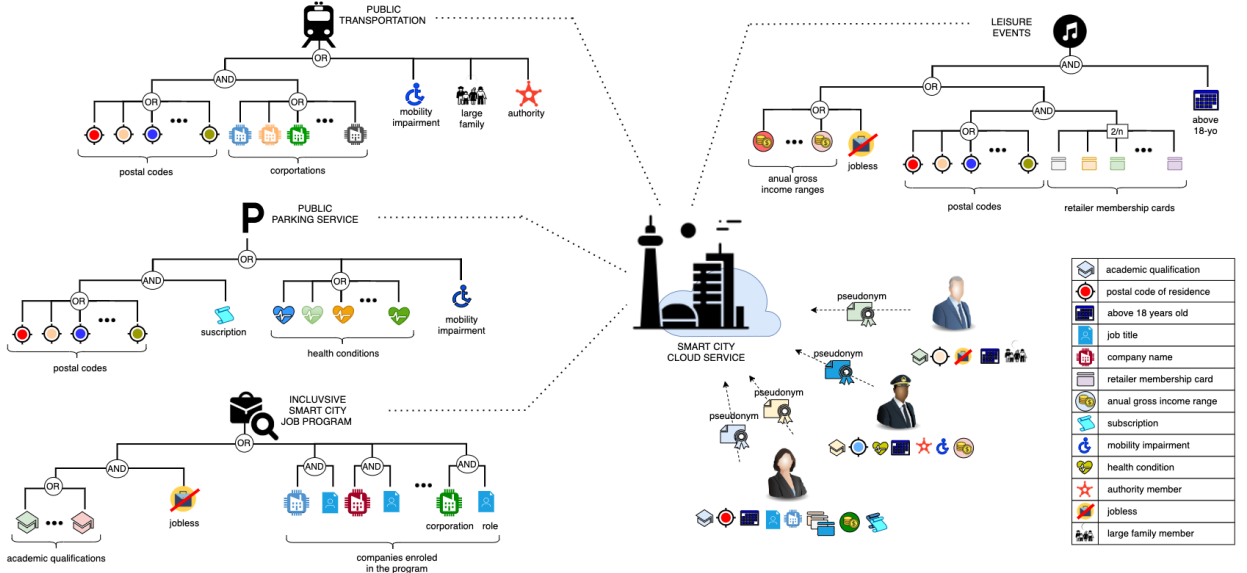 PUBLIC
TRANSPORTATION
OR
AND
OR
OR
mobility
impairment
large
family
authority
postal codes
corportations
LEISURE
EVENTS
AND
OR
OR
AND
OR
2/n
above
18-yo
jobless
anual gross
income ranges
postal codes
retailer membership cards
PUBLIC
PARKING SERVICE
P
OR
AND
OR
OR
suscription
mobility
impairment
health conditions
postal codes
SMART CITY
CLOUD SERVICE
pseudonym
pseudonym
pseudonym
pseudonym
INCLUVSIVE
SMART CITY
JOB PROGRAM
OR
AND
AND
AND
AND
OR
jobless
corporation
role
academic qualifications
companies enroled
in the program
academic qualification
postal code of residence
above 18 years old
job title
company name
retailer membership card
anual gross income range
subscription
mobility impairment
health condition
authority member
jobless
large family member